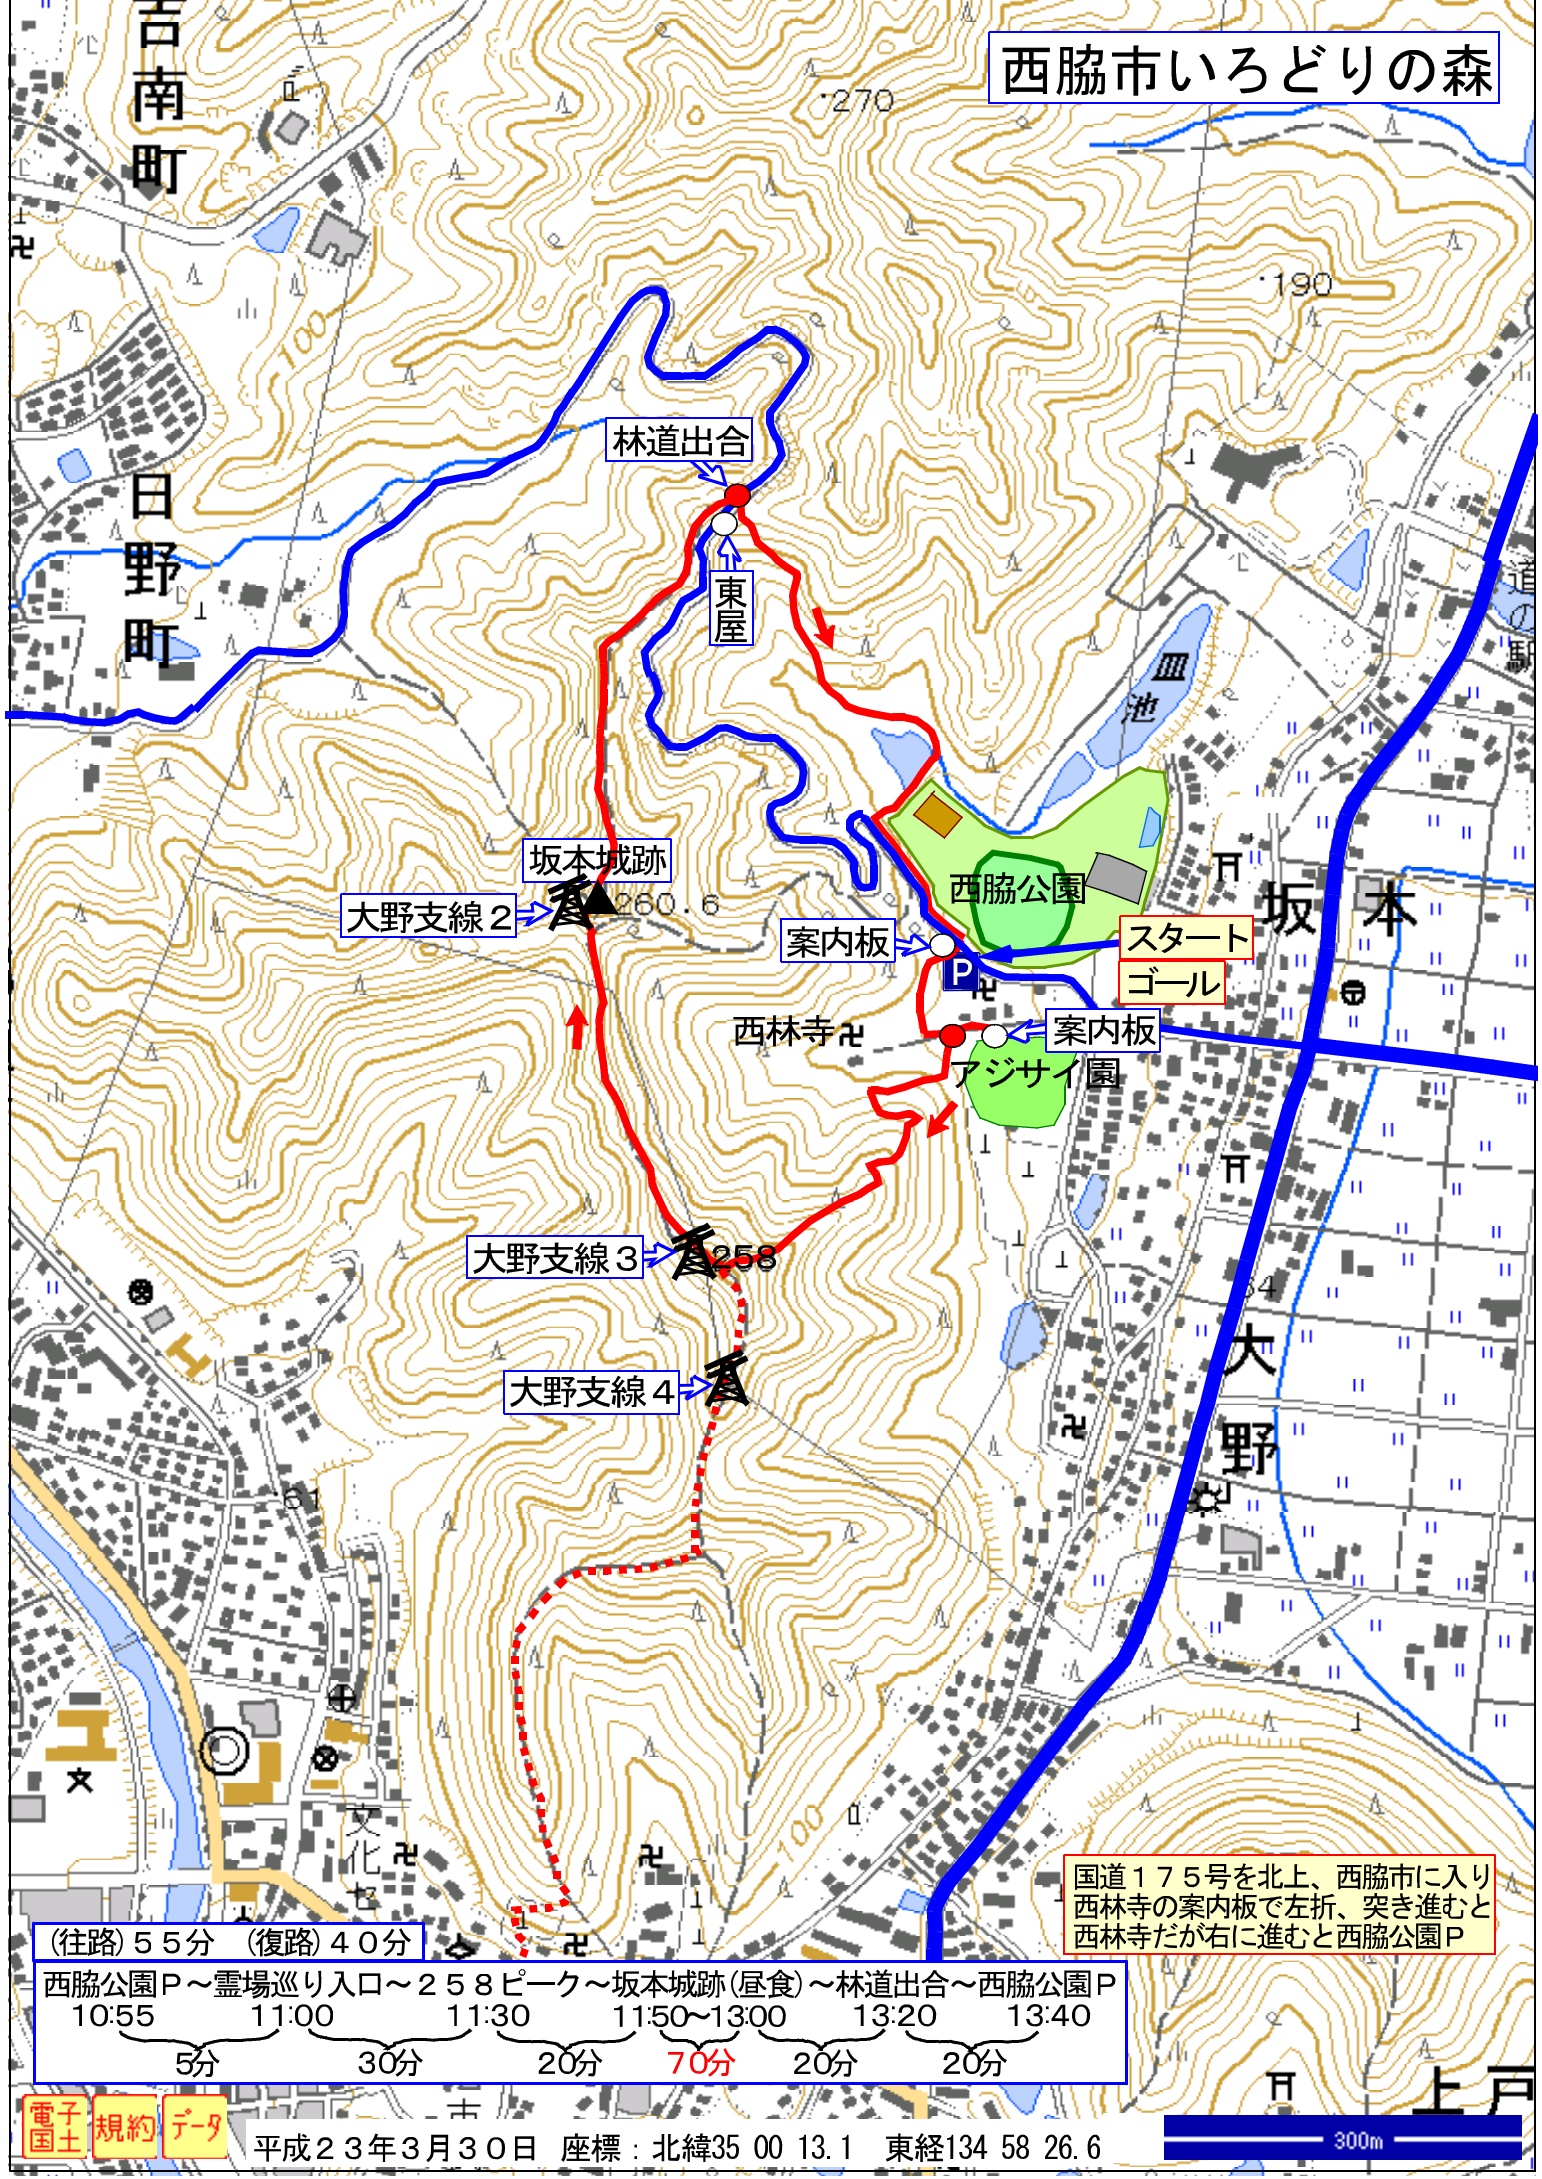 西脇市いろどりの森
吉南町
・270
・190
100
林道出合
日野町
東屋
道の駅
皿池
坂本城跡
大野支線２
260.6
西脇公園
坂本
案内板
スタート
ゴール
P
西林寺
案内板
アジサイ園
大野支線３
258
64
大野支線４
大野
・61
100
文化セ
国道１７５号を北上、西脇市に入り
西林寺の案内板で左折、突き進むと
西林寺だが右に進むと西脇公園Ｐ
(往路)５５分　(復路)４０分
西脇公園Ｐ～霊場巡り入口～２５８ピーク～坂本城跡(昼食)～林道出合～西脇公園Ｐ
10:55 11:00 11:30 11:50～13:00 13:20 13:40
5分 30分 20分 70分 20分 20分
上戸
市
電子国土 規約 データ
平成２３年３月３０日　座標：北緯35 00 13.1　東経134 58 26.6
300m